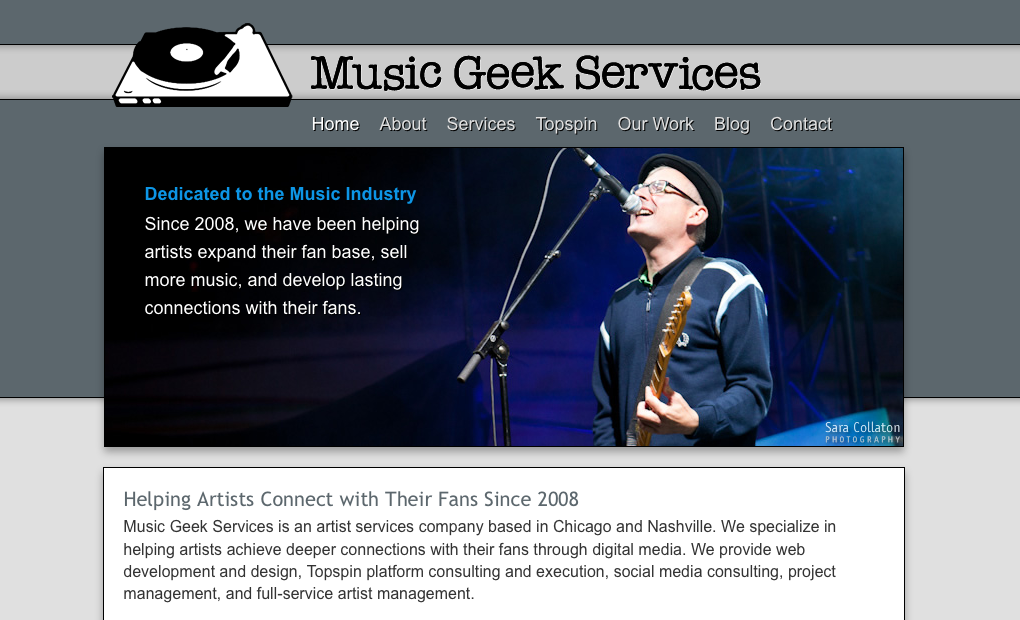 Music Geek Services
Home About Services Topspin Our Work Blog Contact
Dedicated to the Music Industry
Since 2008, we have been helping
artists expand their fan base, sell
more music, and develop lasting
connections with their fans.
Sara Collaton
PHOTOGRAPHY
Helping Artists Connect with Their Fans Since 2008
Music Geek Services is an artist services company based in Chicago and Nashville. We specialize in
helping artists achieve deeper connections with their fans through digital media. We provide web
development and design, Topspin platform consulting and execution, social media consulting, project
management, and full-service artist management.